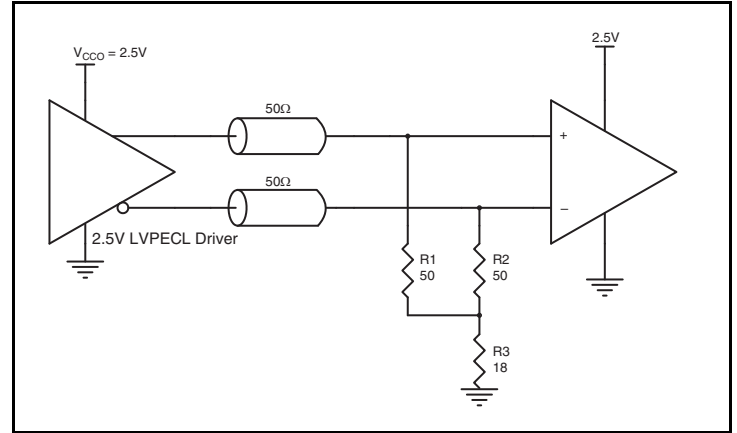 V_CCO = 2.5V
2.5V
50Ω
+
50Ω
–
2.5V LVPECL Driver
R1
50
R2
50
R3
18